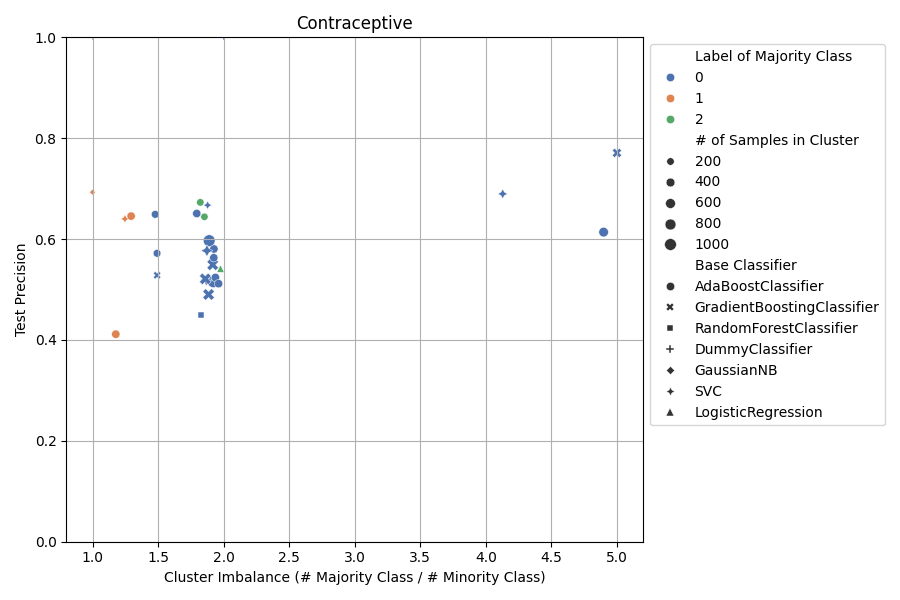 Contraceptive
Test Precision
1.0
0.8
0.6
0.4
0.2
0.0
1.0 1.5 2.0 2.5 3.0 3.5 4.0 4.5 5.0
Cluster Imbalance (# Majority Class / # Minority Class)
Label of Majority Class
0
1
2
# of Samples in Cluster
200
400
600
800
1000
Base Classifier
AdaBoostClassifier
GradientBoostingClassifier
RandomForestClassifier
DummyClassifier
GaussianNB
SVC
LogisticRegression